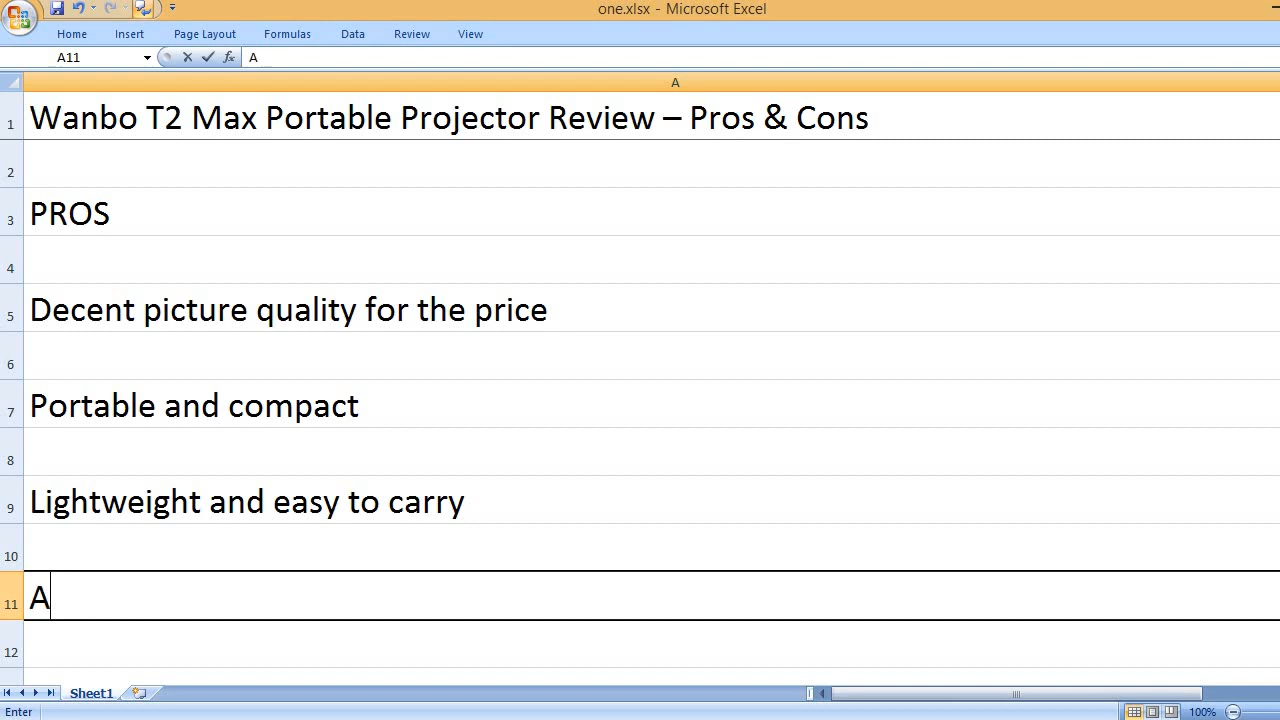 one.xlsx - Microsoft Excel
Home Insert Page Layout Formulas Data Review View
A11 fx A
A
1 Wanbo T2 Max Portable Projector Review – Pros & Cons
2
3 PROS
4
5 Decent picture quality for the price
6
7 Portable and compact
8
9 Lightweight and easy to carry
10
11 A
12
Sheet1
Enter 100%